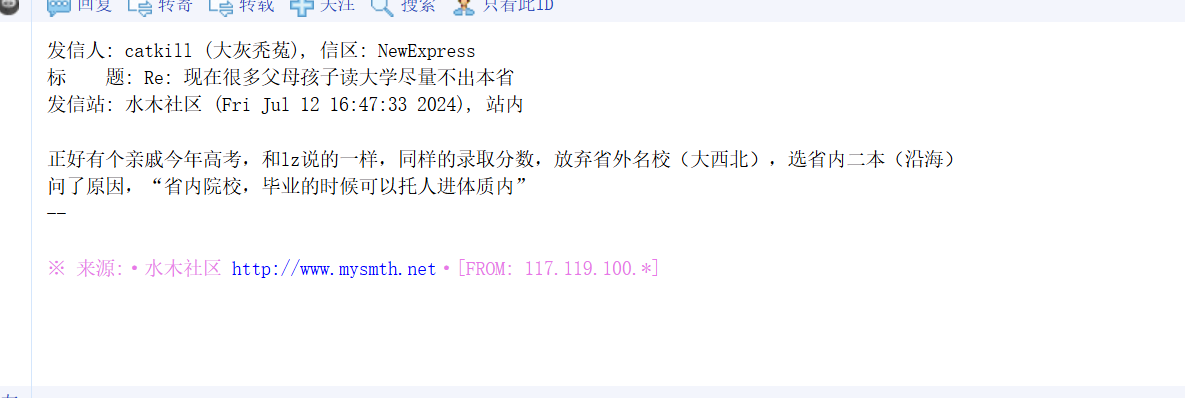 回复 转寄 转载 关注 搜索 只看此ID
发信人: catkill (大灰秃菟), 信区: NewExpress
标　　题: Re: 现在很多父母孩子读大学尽量不出本省
发信站: 水木社区 (Fri Jul 12 16:47:33 2024), 站内
正好有个亲戚今年高考，和lz说的一样，同样的录取分数，放弃省外名校（大西北），选省内二本（沿海）
问了原因，“省内院校，毕业的时候可以托人进体质内”
--
※ 来源:·水木社区 http://www.mysmth.net·[FROM: 117.119.100.*]